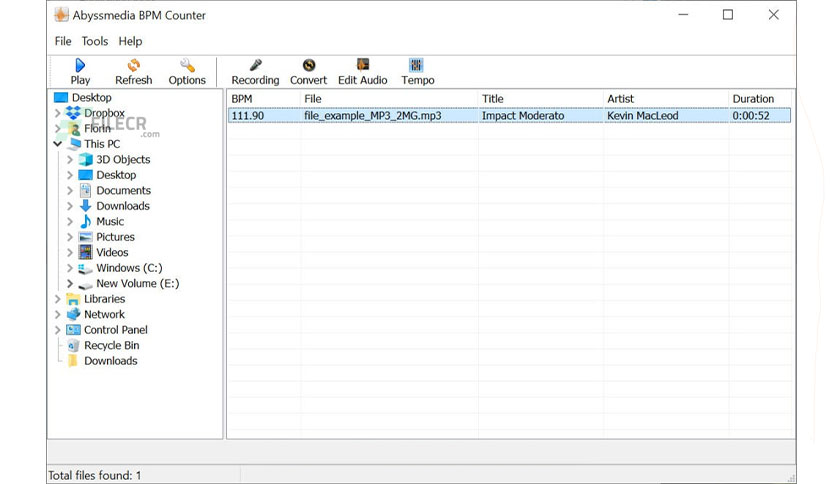 Abyssmedia BPM Counter
File Tools Help
Play Refresh Options Recording Convert Edit Audio Tempo
Desktop
Dropbox
Florin
FILECR
.com
This PC
3D Objects
Desktop
Documents
Downloads
Music
Pictures
Videos
Windows (C:)
New Volume (E:)
Libraries
Network
Control Panel
Recycle Bin
Downloads
BPM File Title Artist Duration
111.90 file_example_MP3_2MG.mp3 Impact Moderato Kevin MacLeod 0:00:52
Total files found: 1